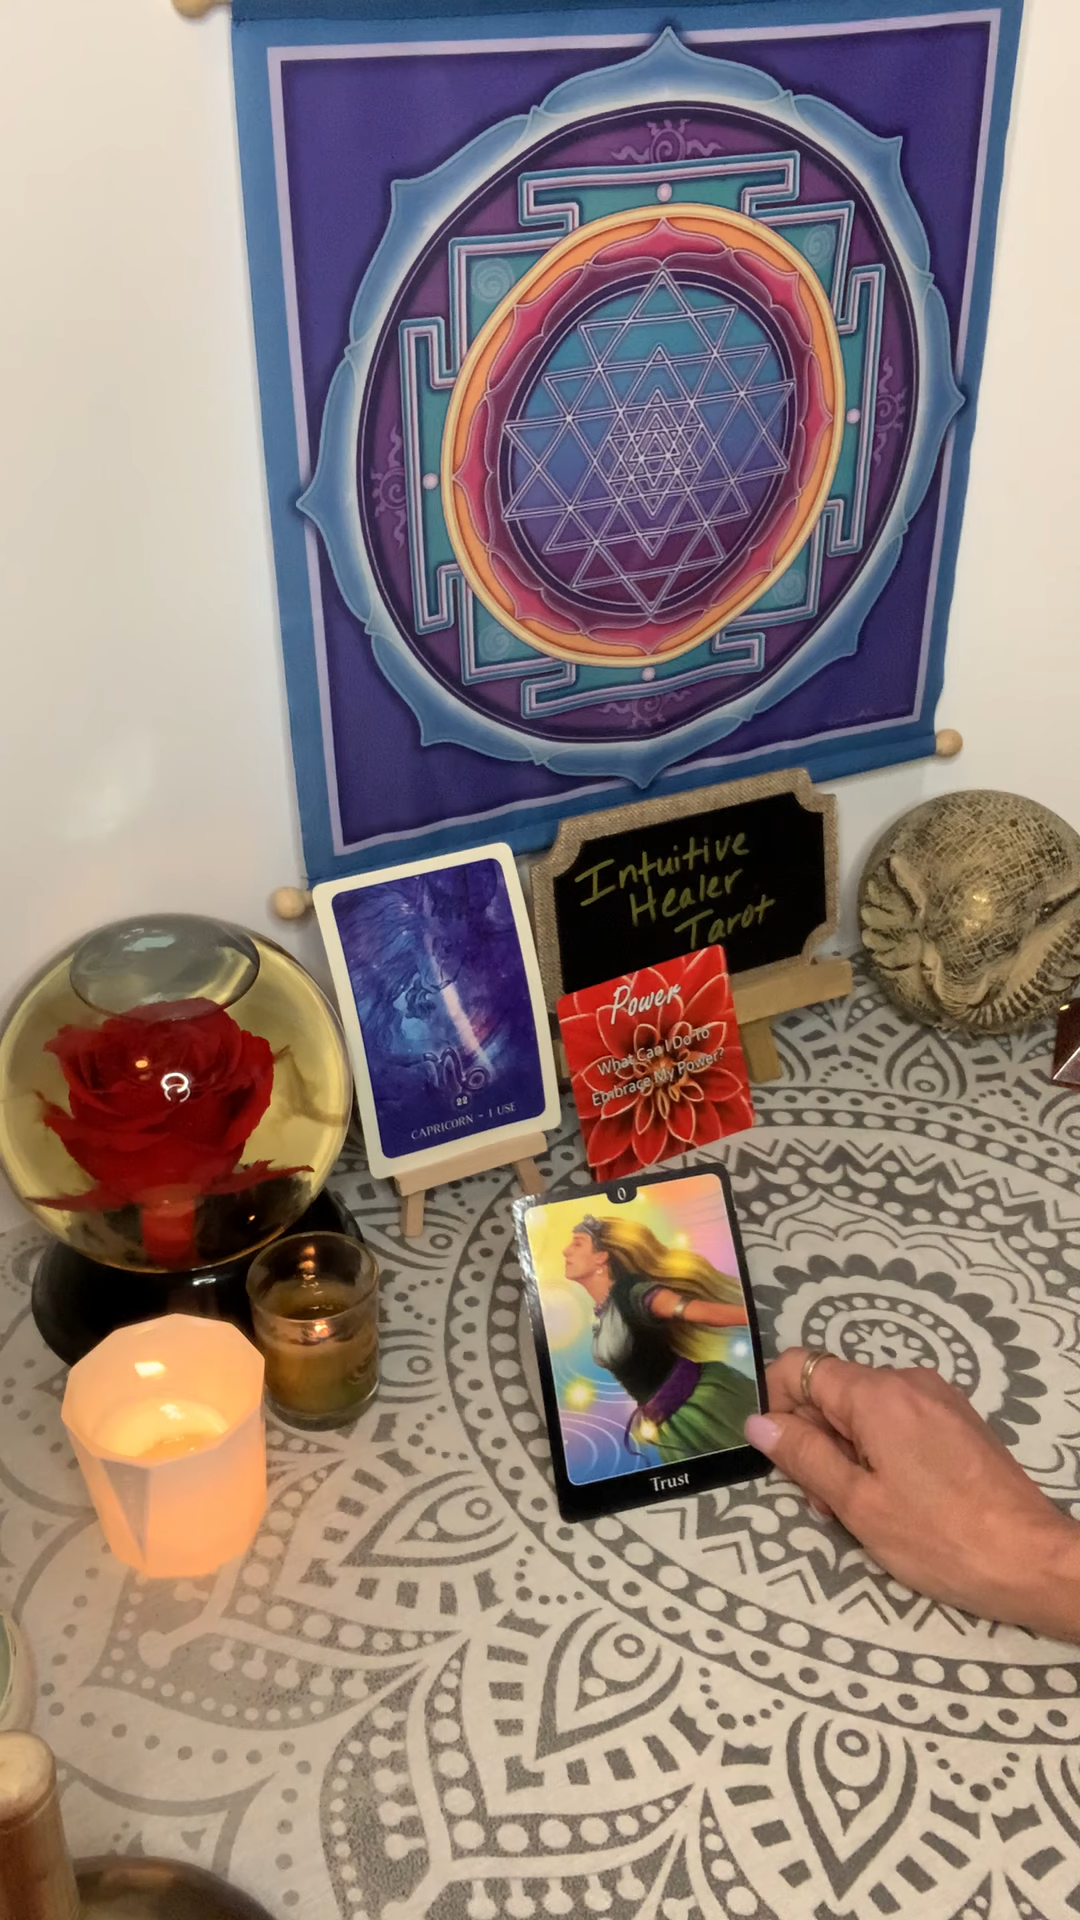 Intuitive
Healer
Tarot
Power
What Can I Do To
Embrace My Power?
22
CAPRICORN ~ I USE
0
Trust